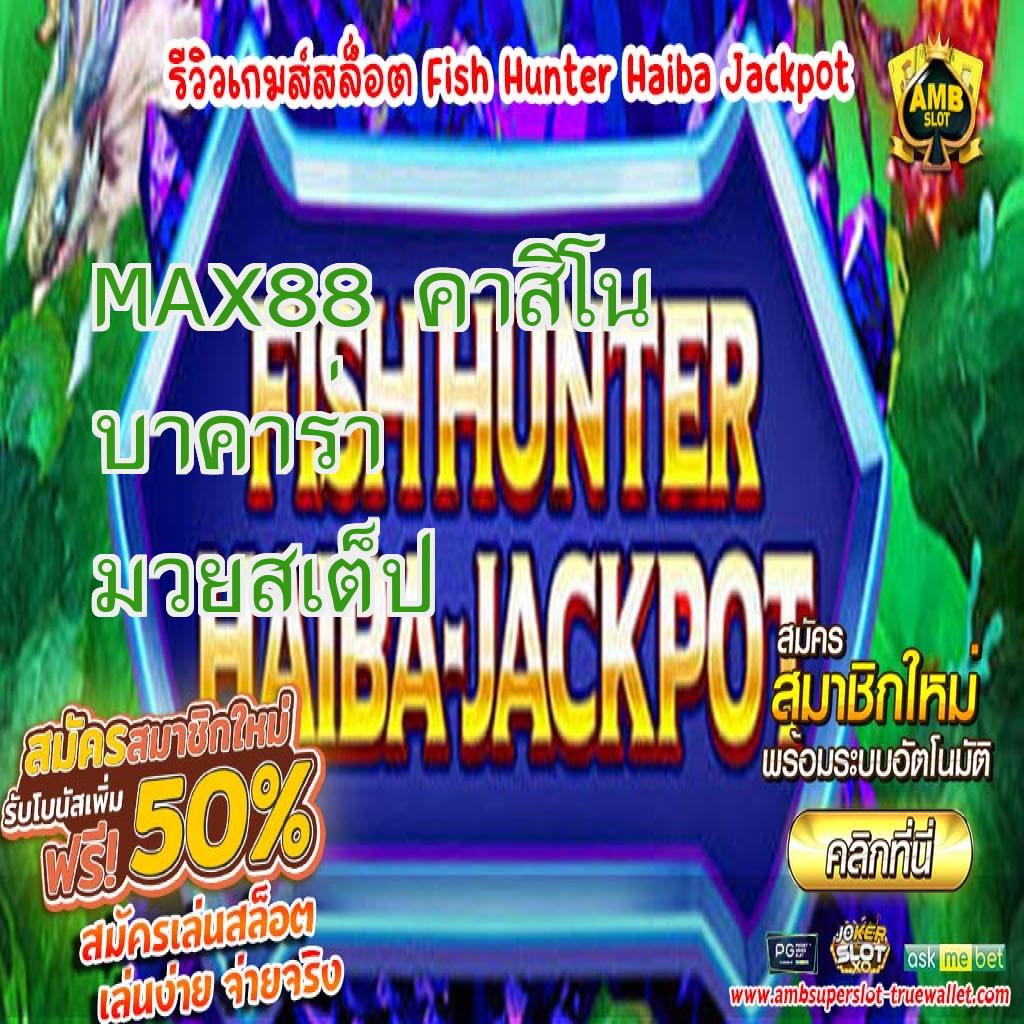 รีวิวเกมส์สล็อต Fish Hunter Haiba Jackpot
AMB
SLOT
MAX88 คาสิโน
บาคาร่า
มวยสเต็ป
FISH HUNTER
HAIBA-JACKPOT
สมัคร
สมาชิกใหม่
พร้อมระบบอัตโนมัติ
คลิกที่นี่
สมัครสมาชิกใหม่
รับโบนัสเพิ่ม
ฟรี! 50%
สมัครเล่นสล็อต
เล่นง่าย จ่ายจริง
PG
JOKER
SLOT
XO
ask me bet
www.ambsuperslot-truewallet.com